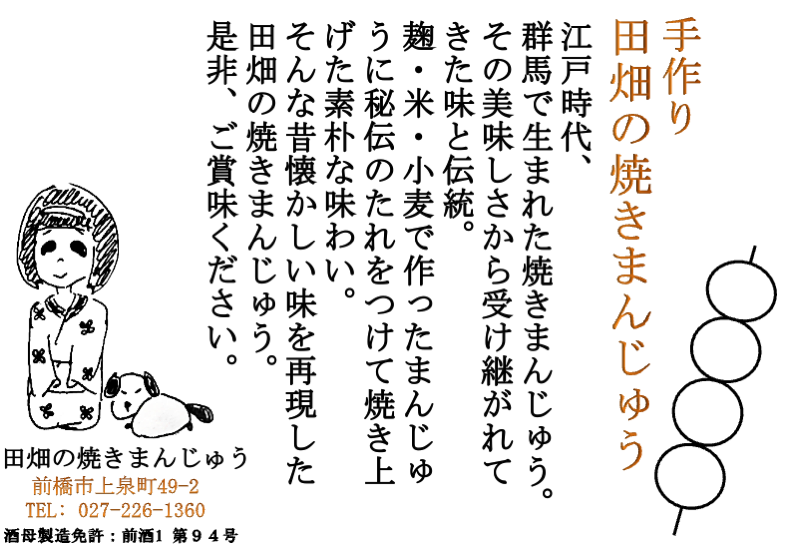 手作り
田畑の焼きまんじゅう
江戸時代、
群馬で生まれた焼きまんじゅう。
その美味しさから受け継がれて
きた味と伝統。
麹・米・小麦で作ったまんじゅ
うに秘伝のたれをつけて焼き上
げた素朴な味わい。
そんな昔懐かしい味を再現した
田畑の焼きまんじゅう。
是非、ご賞味ください。
田畑の焼きまんじゅう
前橋市上泉町49-2
TEL: 027-226-1360
酒母製造免許：前酒1 第９４号